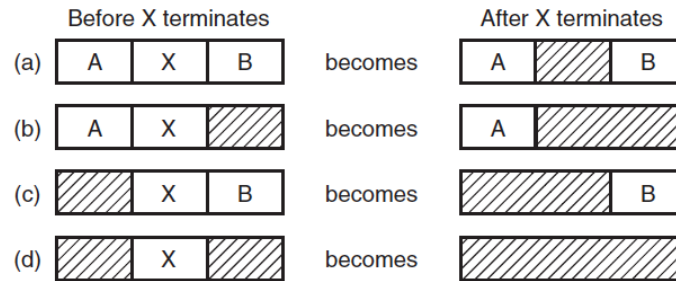 Before X terminates After X terminates
(a) A X B becomes A B
(b) A X becomes A
(c) X B becomes B
(d) X becomes